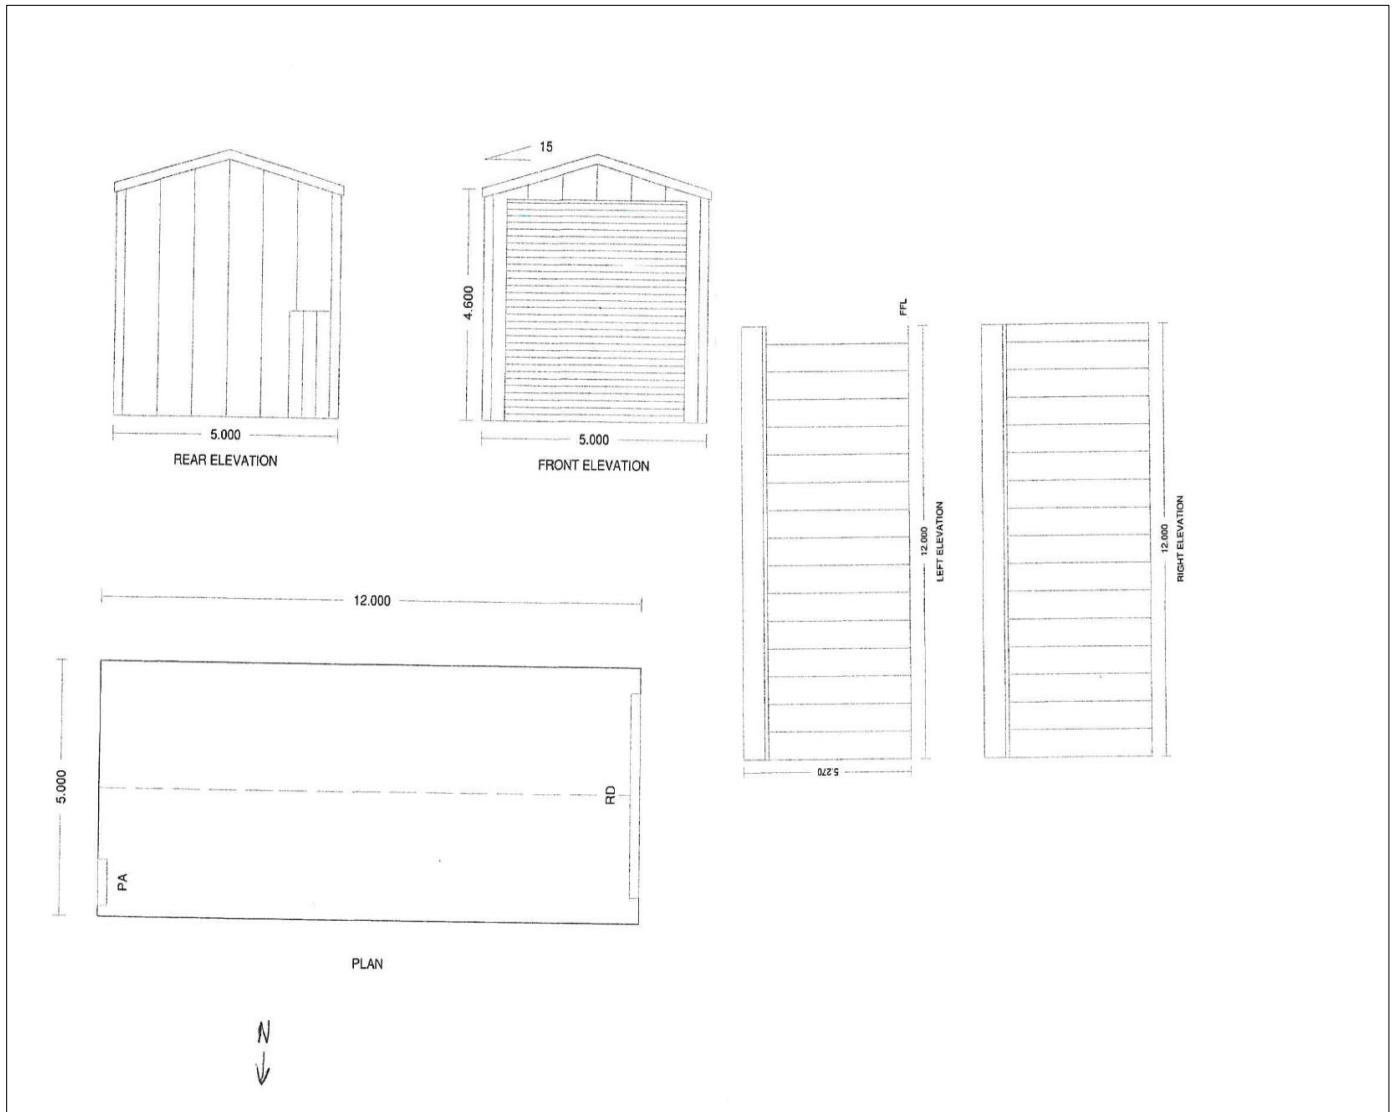 15
4.600
5.000
REAR ELEVATION
5.000
FRONT ELEVATION
FFL
12.000
LEFT ELEVATION
5.270
12.000
RIGHT ELEVATION
12.000
5.000
PA
RD
PLAN
N